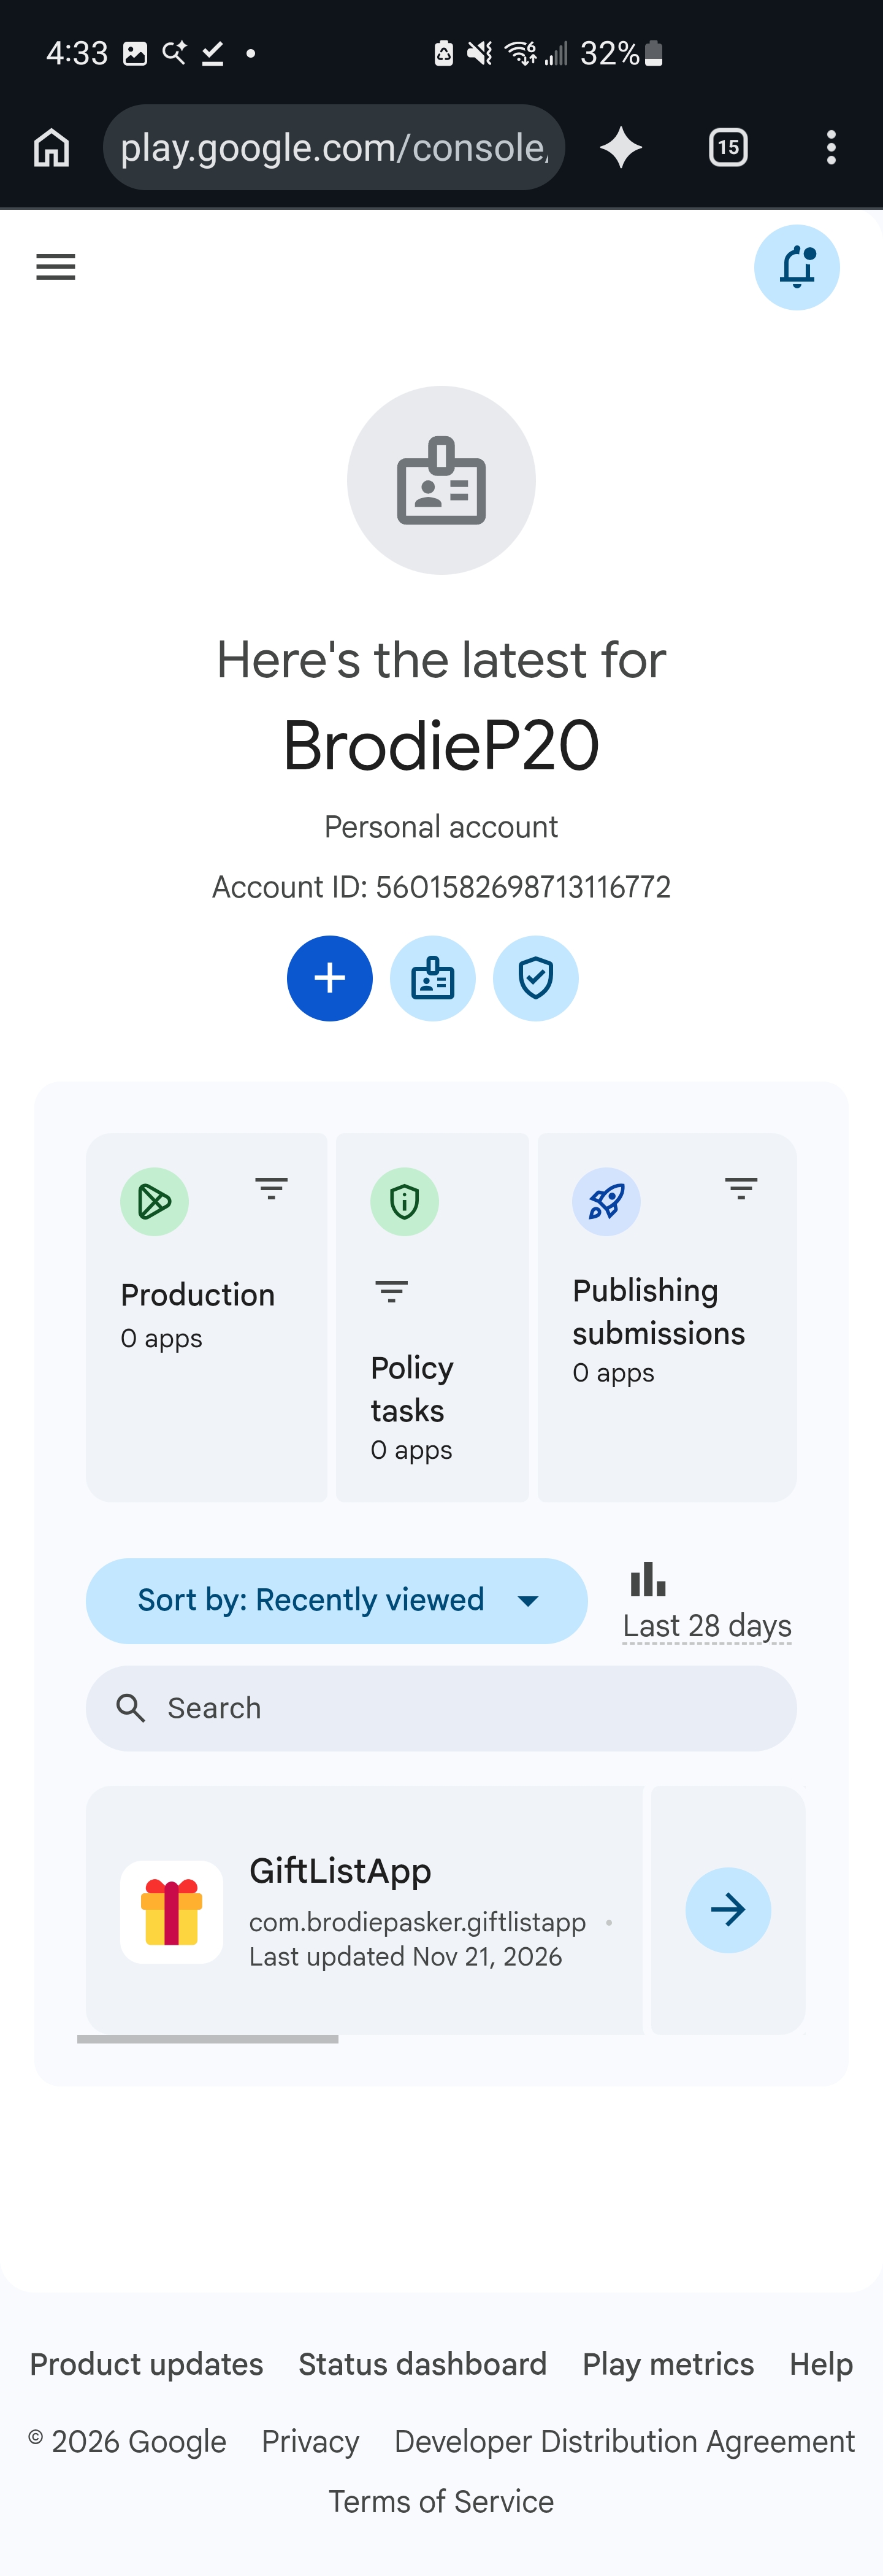 4:33
32%
play.google.com/console/
15
Here's the latest for
BrodieP20
Personal account
Account ID: 5601582698713116772
Production
0 apps
Policy
tasks
0 apps
Publishing
submissions
0 apps
Sort by: Recently viewed
Last 28 days
Search
GiftListApp
com.brodiepasker.giftlistapp •
Last updated Nov 21, 2026
Product updates Status dashboard Play metrics Help
© 2026 Google Privacy Developer Distribution Agreement
Terms of Service